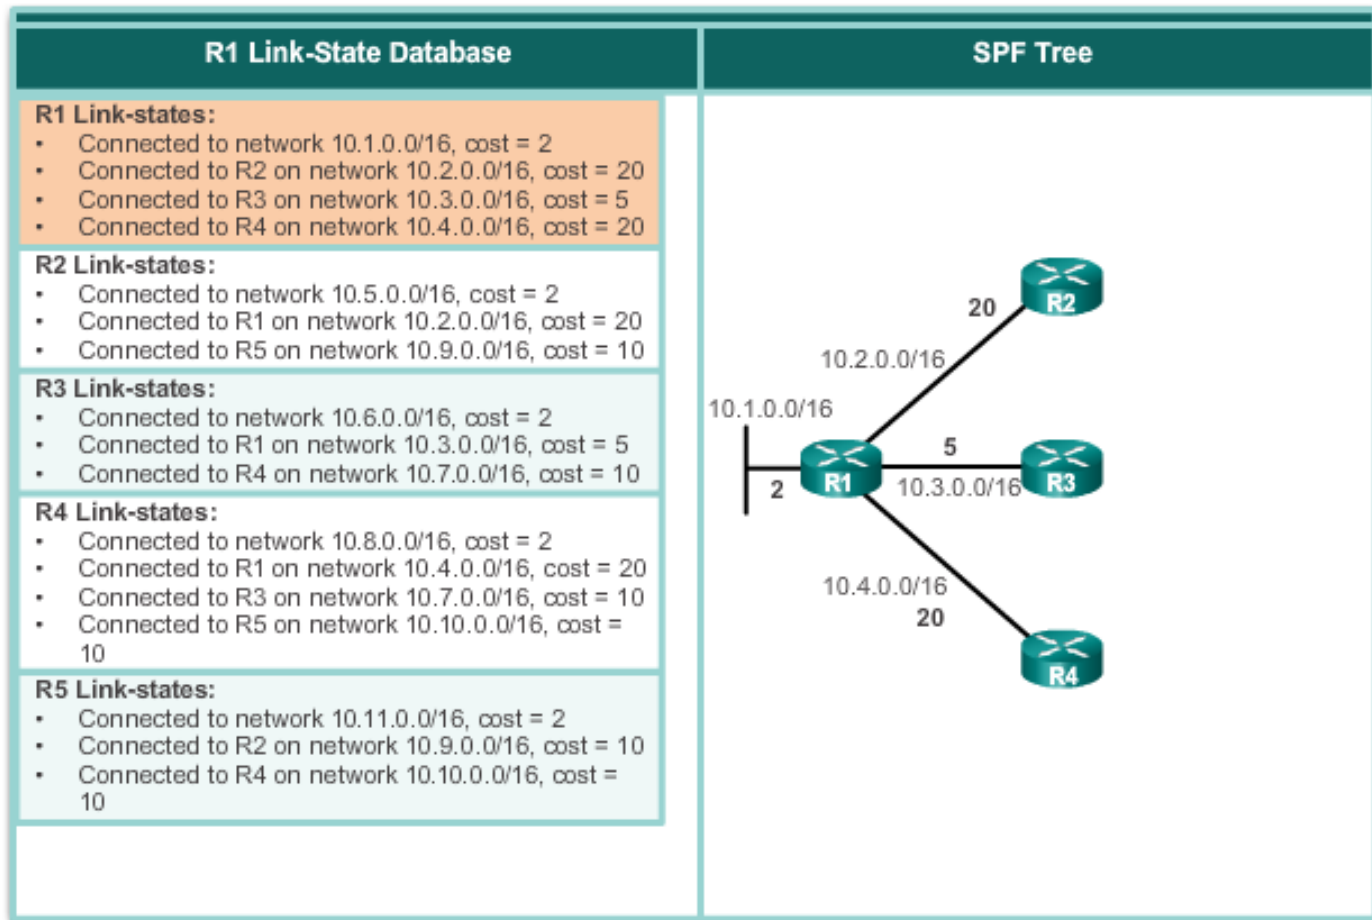 R1 Link-State Database
SPF Tree
R1 Link-states:
• Connected to network 10.1.0.0/16, cost = 2
• Connected to R2 on network 10.2.0.0/16, cost = 20
• Connected to R3 on network 10.3.0.0/16, cost = 5
• Connected to R4 on network 10.4.0.0/16, cost = 20
R2 Link-states:
• Connected to network 10.5.0.0/16, cost = 2
• Connected to R1 on network 10.2.0.0/16, cost = 20
• Connected to R5 on network 10.9.0.0/16, cost = 10
R3 Link-states:
• Connected to network 10.6.0.0/16, cost = 2
• Connected to R1 on network 10.3.0.0/16, cost = 5
• Connected to R4 on network 10.7.0.0/16, cost = 10
R4 Link-states:
• Connected to network 10.8.0.0/16, cost = 2
• Connected to R1 on network 10.4.0.0/16, cost = 20
• Connected to R3 on network 10.7.0.0/16, cost = 10
• Connected to R5 on network 10.10.0.0/16, cost =
10
R5 Link-states:
• Connected to network 10.11.0.0/16, cost = 2
• Connected to R2 on network 10.9.0.0/16, cost = 10
• Connected to R4 on network 10.10.0.0/16, cost =
10
R2
20
10.2.0.0/16
10.1.0.0/16
5
2
R1
10.3.0.0/16
R3
10.4.0.0/16
20
R4